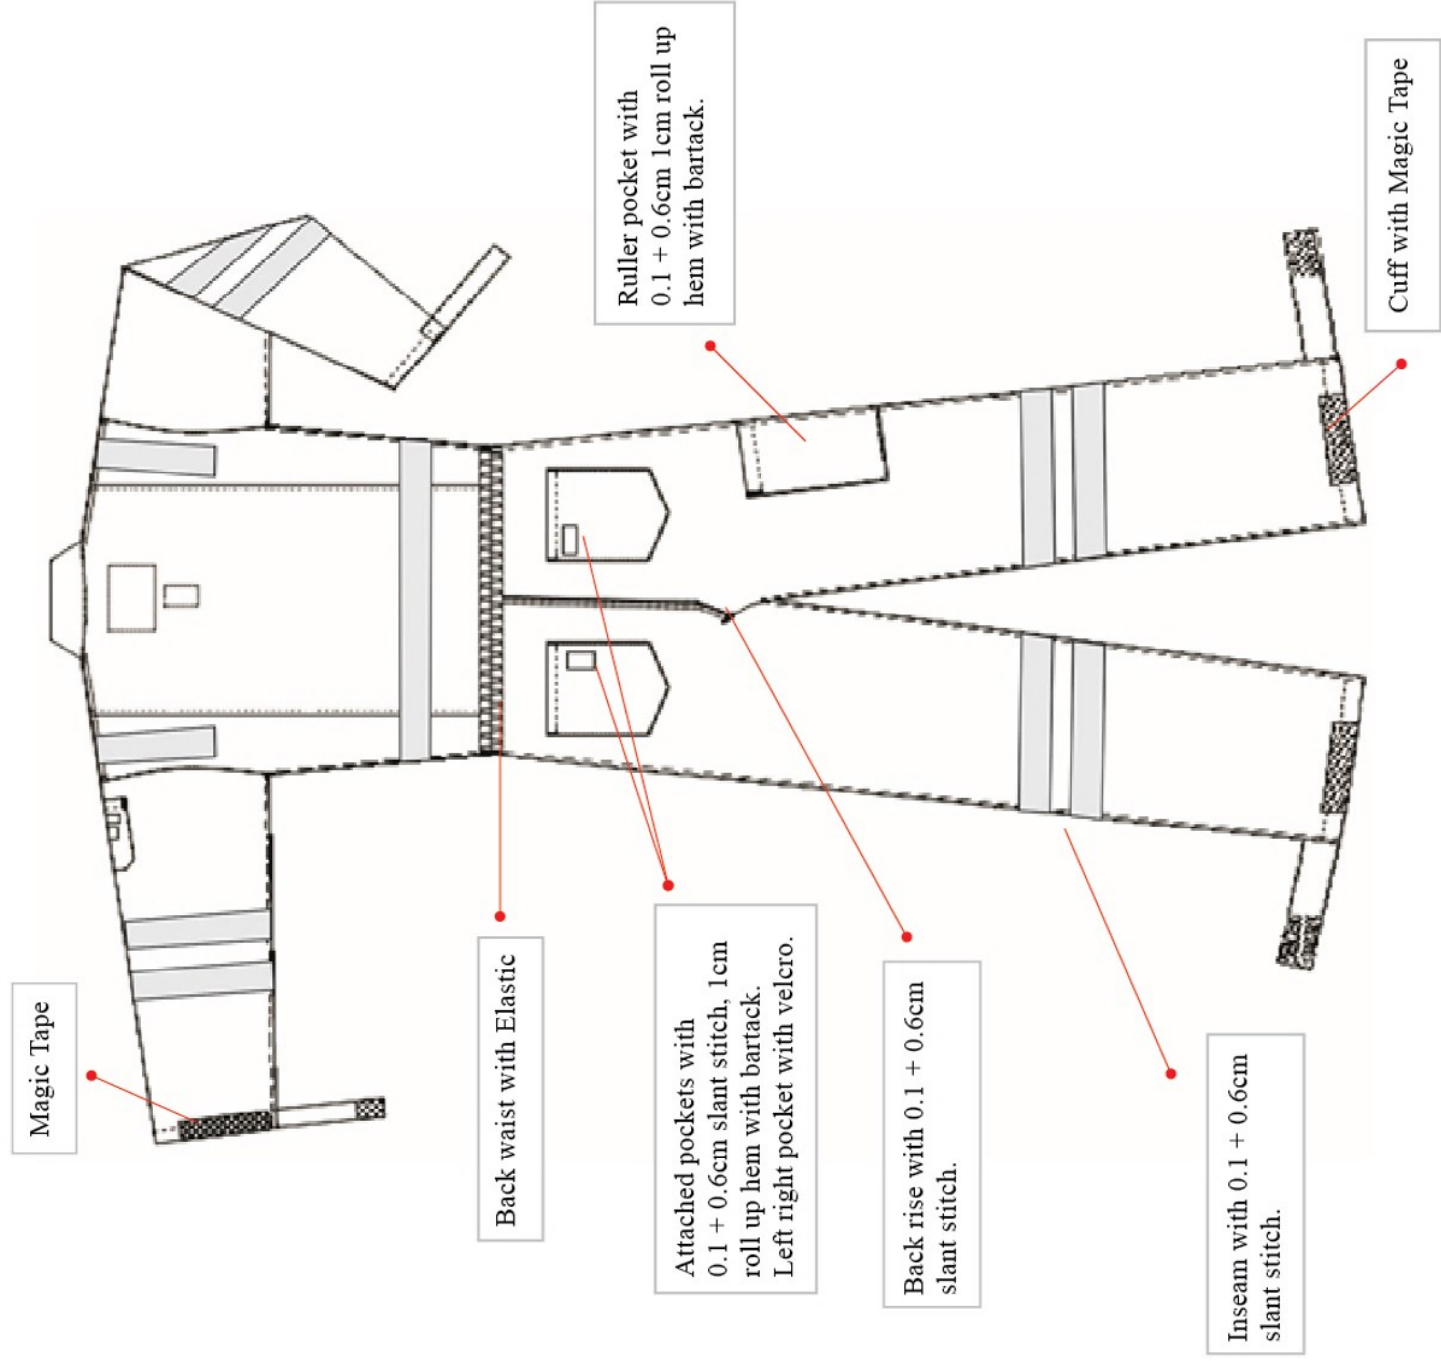 Magic Tape
Back waist with Elastic
Attached pockets with
0.1 + 0.6cm slant stitch, 1cm
roll up hem with bartack.
Left right pocket with velcro.
Back rise with 0.1 + 0.6cm
slant stitch.
Inseam with 0.1 + 0.6cm
slant stitch.
Ruller pocket with
0.1 + 0.6cm 1cm roll up
hem with bartack.
Cuff with Magic Tape